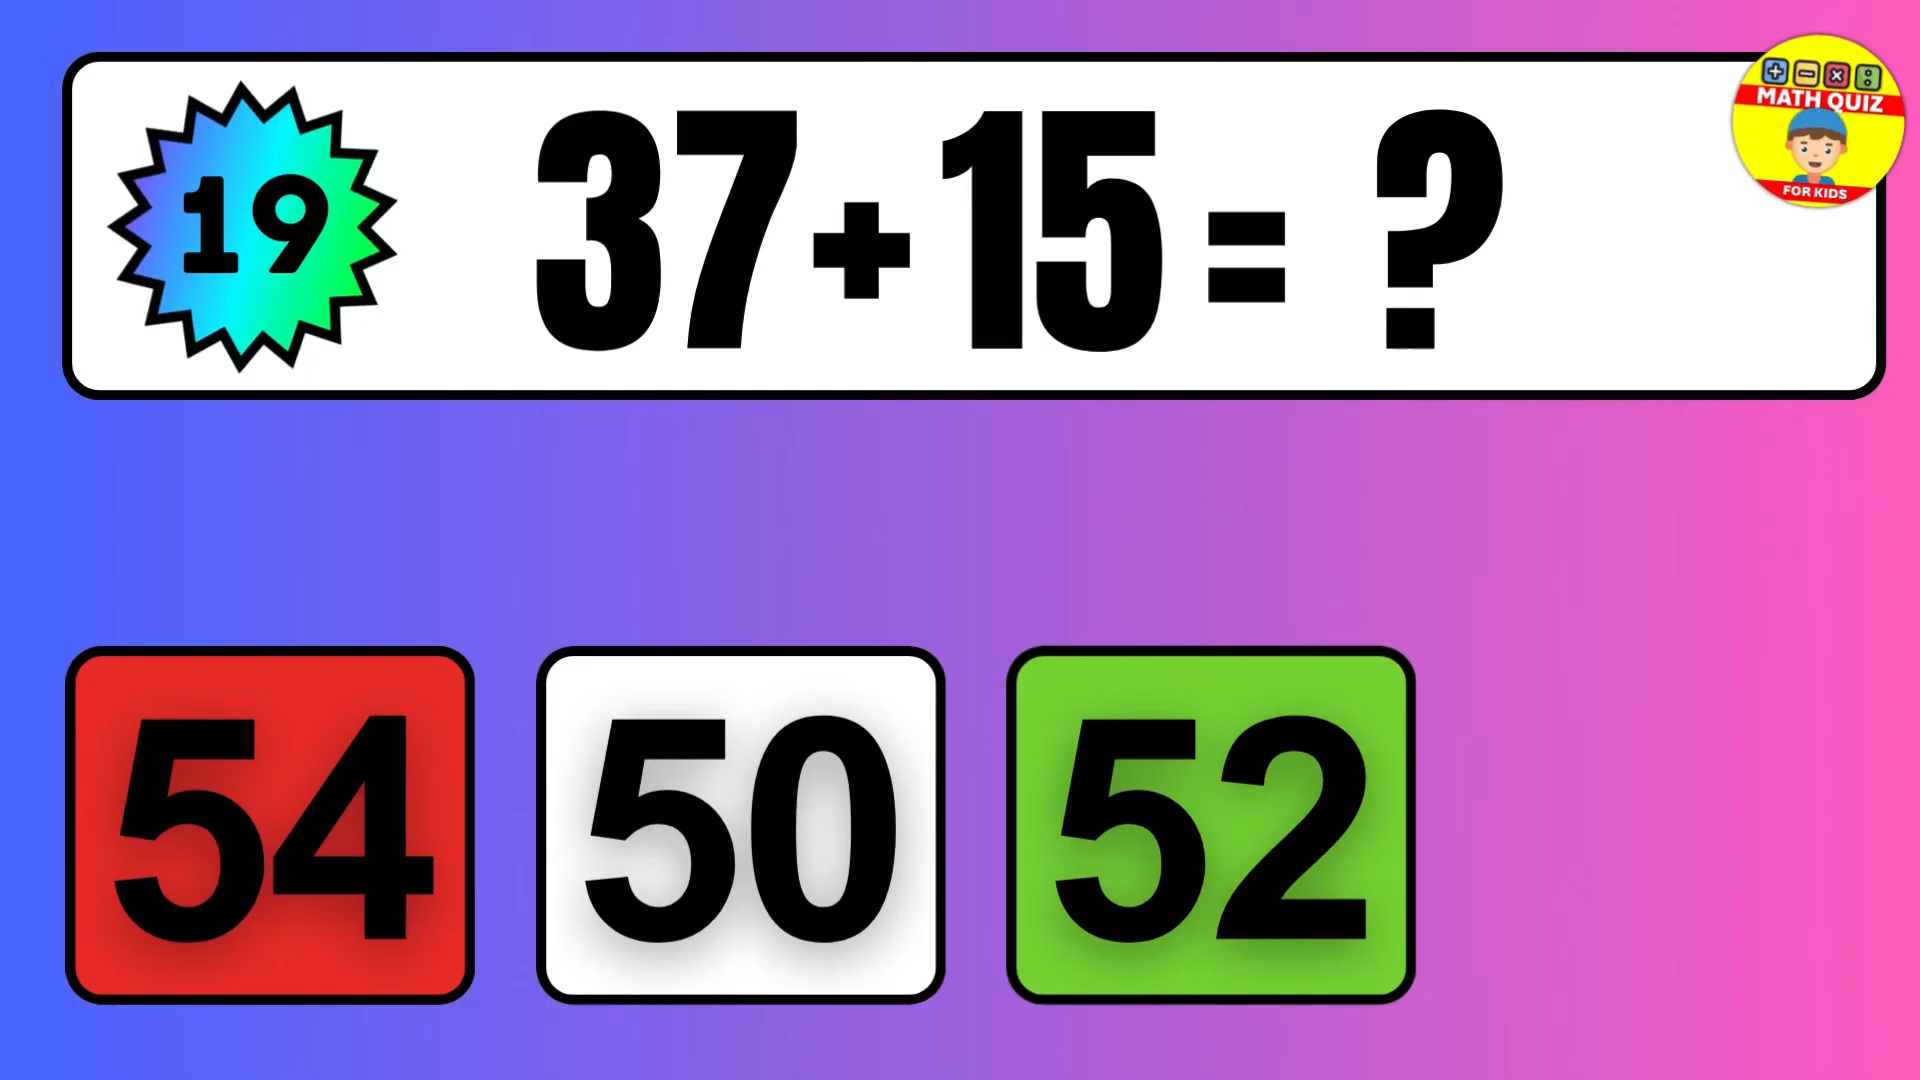 19
37+15 = ?
+ - × ÷
MATH QUIZ
FOR KIDS
54
50
52